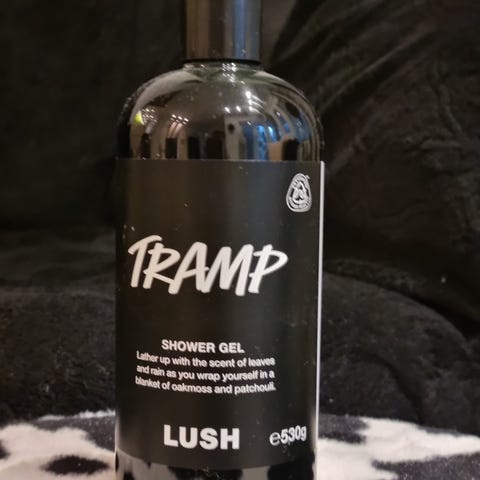 TRAMP
SHOWER GEL
Lather up with the scent of leaves
and rain as you wrap yourself in a
blanket of oakmoss and patchouli.
LUSH
℮530g